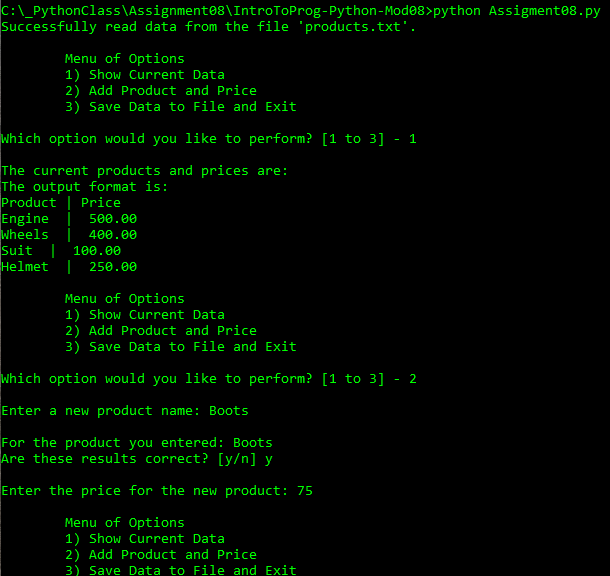 C:\_PythonClass\Assignment08\IntroToProg-Python-Mod08>python Assigment08.py
Successfully read data from the file 'products.txt'.
Menu of Options
1) Show Current Data
2) Add Product and Price
3) Save Data to File and Exit
Which option would you like to perform? [1 to 3] - 1
The current products and prices are:
The output format is:
Product | Price
Engine  |  500.00
Wheels  |  400.00
Suit  |  100.00
Helmet  |  250.00
Menu of Options
1) Show Current Data
2) Add Product and Price
3) Save Data to File and Exit
Which option would you like to perform? [1 to 3] - 2
Enter a new product name: Boots
For the product you entered: Boots
Are these results correct? [y/n] y
Enter the price for the new product: 75
Menu of Options
1) Show Current Data
2) Add Product and Price
3) Save Data to File and Exit